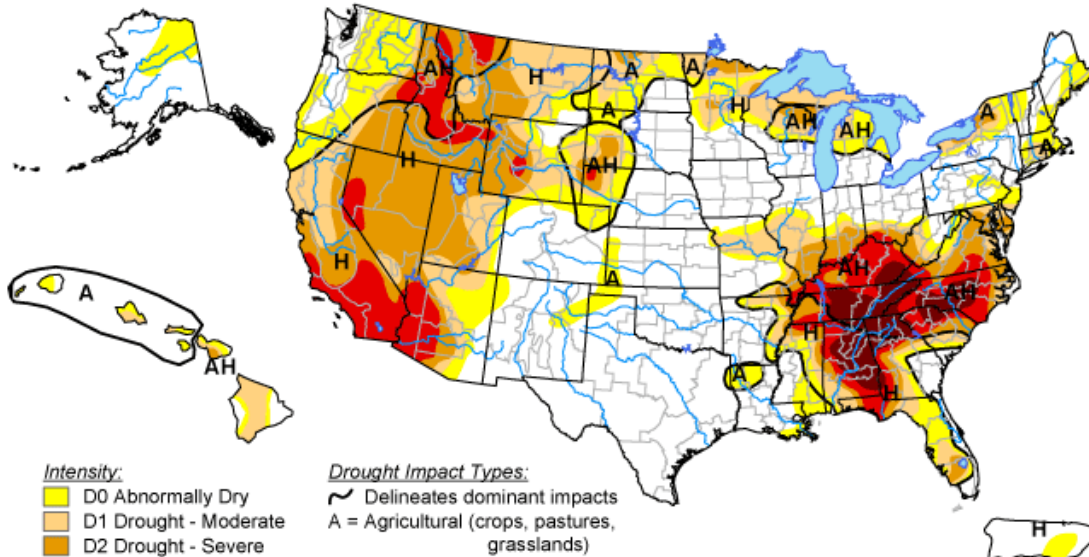 AH
H
A
A
A
H
AH
AH
A
A
H
AH
H
A
A
AH
AH
H
A
H
A
AH
H
Intensity:
D0 Abnormally Dry
D1 Drought - Moderate
D2 Drought - Severe
Drought Impact Types:
Delineates dominant impacts
A = Agricultural (crops, pastures,
grasslands)